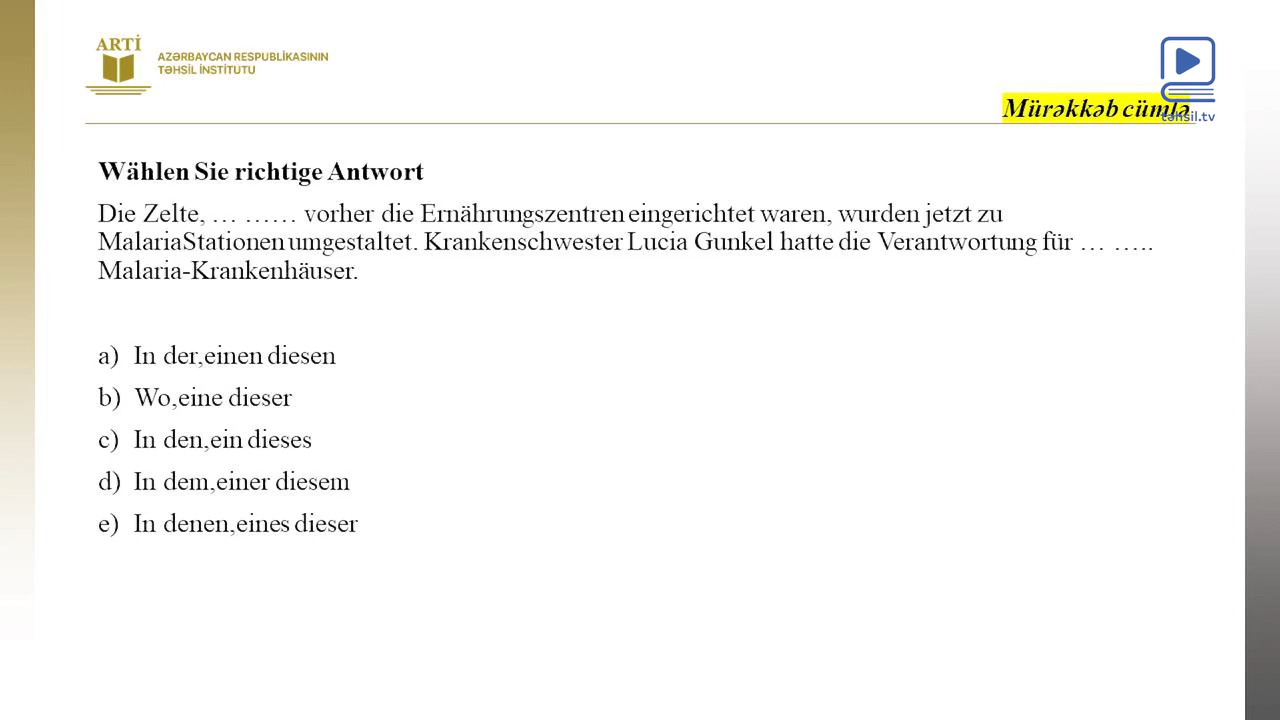 ARTİ
AZƏRBAYCAN RESPUBLİKASININ
TƏHSİL İNSTİTUTU
Mürəkkəb cümlə
təhsil.tv
Wählen Sie richtige Antwort
Die Zelte, … …… vorher die Ernährungszentren eingerichtet waren, wurden jetzt zu
MalariaStationen umgestaltet. Krankenschwester Lucia Gunkel hatte die Verantwortung für … …..
Malaria-Krankenhäuser.
a) In der,einen diesen
b) Wo,eine dieser
c) In den,ein dieses
d) In dem,einer diesem
e) In denen,eines dieser